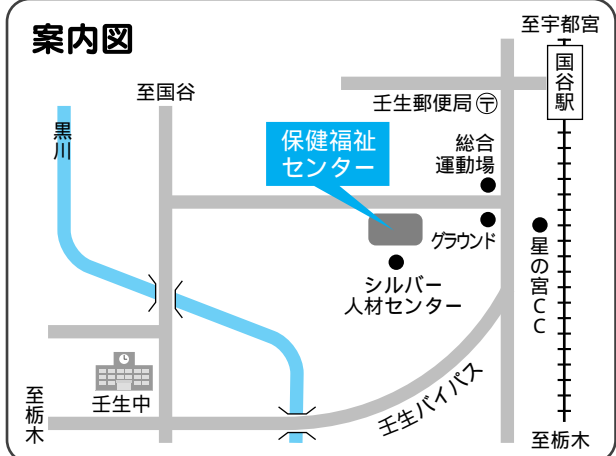 案内図
至宇都宮
国谷駅
至国谷
壬生郵便局〒
黒川
保健福祉
センター
総合
運動場
グラウンド
星の宮CC
シルバー
人材センター
壬生バイパス
壬生中
至栃木
至栃木